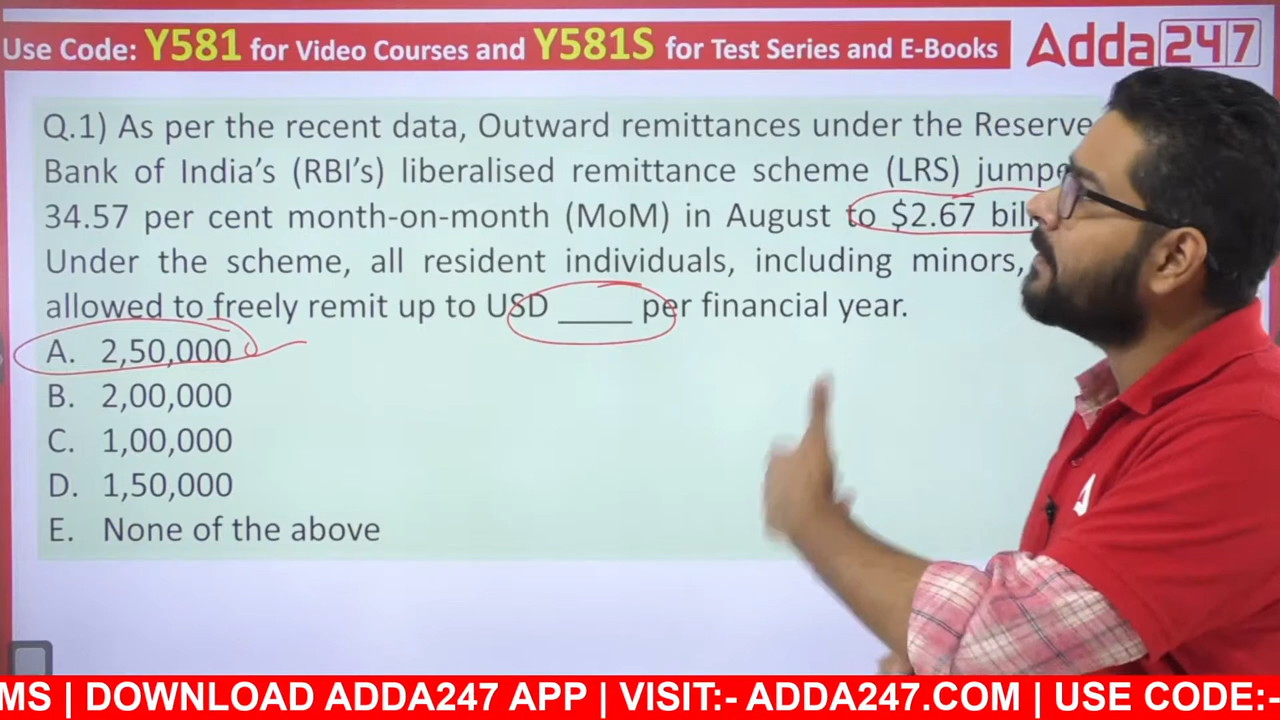 Use Code: Y581 for Video Courses and Y581S for Test Series and E-Books
Adda247
Q.1) As per the recent data, Outward remittances under the Reserve
Bank of India's (RBI's) liberalised remittance scheme (LRS)
34.57 per cent month-on-month (MoM) in August to $2.67
Under the scheme, all resident individuals, including minors,
allowed to freely remit up to USD _____ per financial year.
A. 2,50,000
B. 2,00,000
C. 1,00,000
D. 1,50,000
E. None of the above
MS | DOWNLOAD ADDA247 APP | VISIT:- ADDA247.COM | USE CODE:-